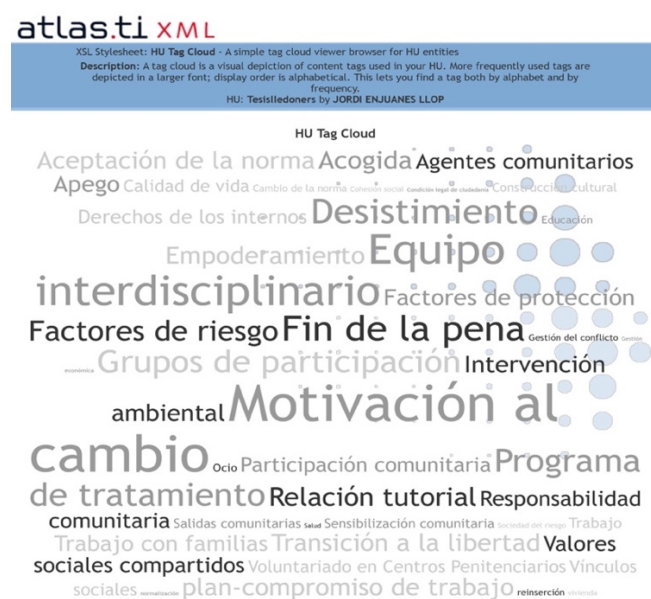 atlas.ti XML
XSL Stylesheet: HU Tag Cloud - A simple tag cloud viewer browser for HU entities
Description: A tag cloud is a visual depiction of content tags used in your HU. More frequently used tags are
depicted in a larger font; display order is alphabetical. This lets you find a tag both by alphabet and by
frequency.
HU: Tesislledoners by JORDI ENJUANES LLOP
HU Tag Cloud
Aceptación de la norma Acogida Agentes comunitarios
Apego Calidad de vida Cambio de la norma Cohesión social Condición legal de ciudadanía Construcción cultural
Derechos de los internos Desistimiento Educación
Empoderamiento Equipo
interdisciplinario Factores de protección
Factores de riesgo Fin de la pena Gestión del conflicto Gestión
económica Grupos de participación Intervención
ambiental Motivación al
cambio Ocio Participación comunitaria Programa
de tratamiento Relación tutorial Responsabilidad
comunitaria Salidas comunitarias Salud Sensibilización comunitaria Sociedad del riesgo Trabajo
Trabajo con familias Transición a la libertad Valores
sociales compartidos Voluntariado en Centros Penitenciarios Vínculos
sociales normalización plan-compromiso de trabajo reinserción vivienda